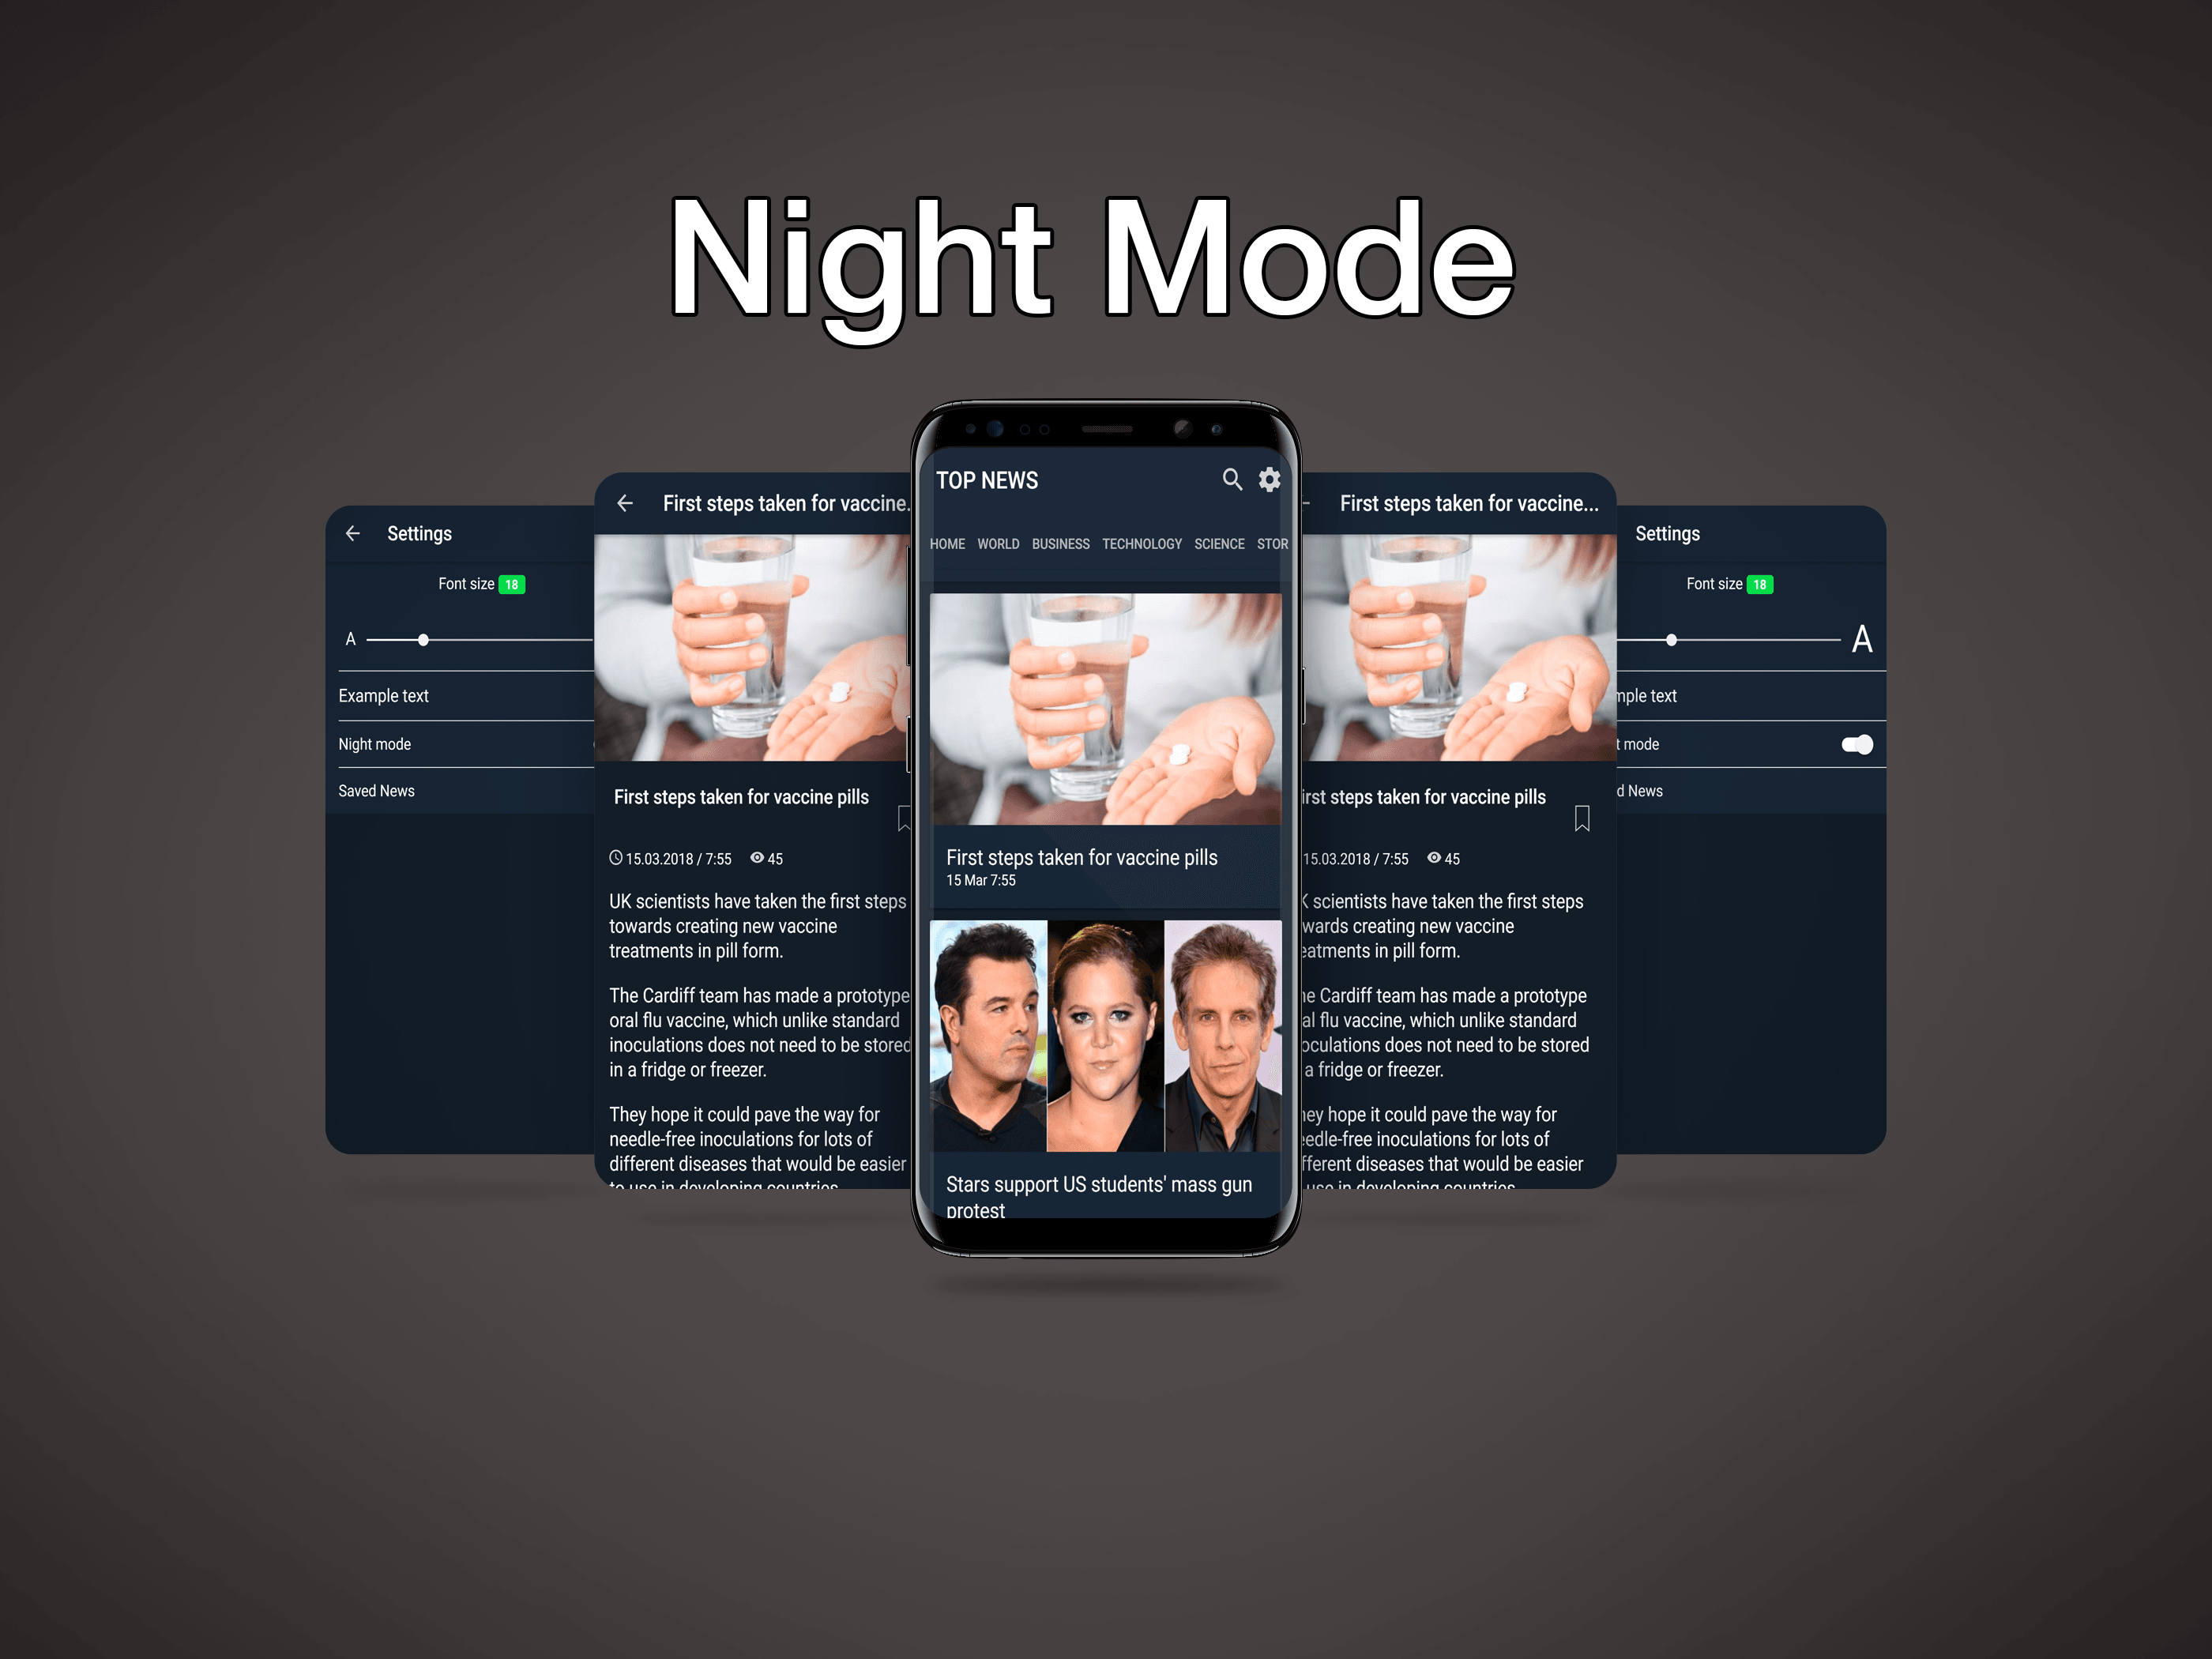 Night Mode
Settings
Font size 18
A
Example text
Night mode
Saved News
First steps taken for vaccine.
First steps taken for vaccine pills
15.03.2018 / 7:55 45
UK scientists have taken the first steps
towards creating new vaccine
treatments in pill form.
The Cardiff team has made a prototype
oral flu vaccine, which unlike standard
inoculations does not need to be stored
in a fridge or freezer.
They hope it could pave the way for
needle-free inoculations for lots of
different diseases that would be easier
to use in developing countries
TOP NEWS
HOME WORLD BUSINESS TECHNOLOGY SCIENCE STOR
First steps taken for vaccine pills
15 Mar 7:55
Stars support US students' mass gun
protest
First steps taken for vaccine...
irst steps taken for vaccine pills
15.03.2018 / 7:55 45
K scientists have taken the first steps
wards creating new vaccine
eatments in pill form.
he Cardiff team has made a prototype
al flu vaccine, which unlike standard
oculations does not need to be stored
a fridge or freezer.
hey hope it could pave the way for
eedle-free inoculations for lots of
fferent diseases that would be easier
use in developing countries
Settings
Font size 18
A
mple text
t mode
d News